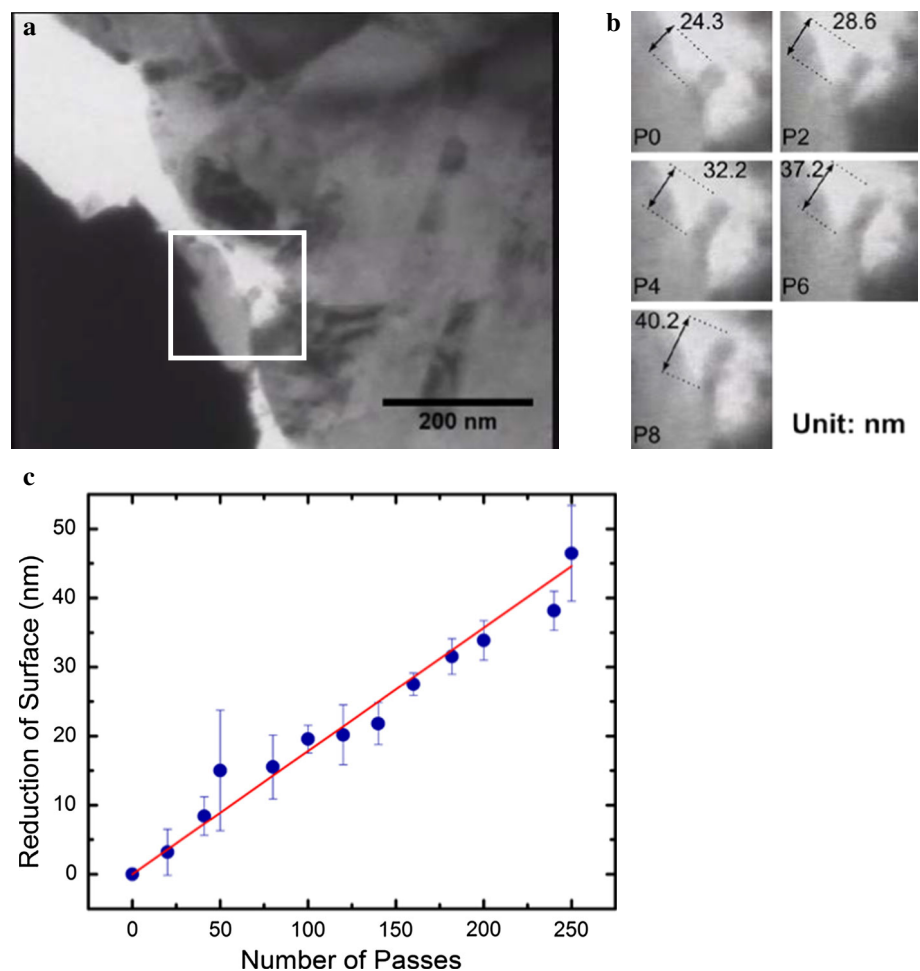 a
200 nm
b
24.3
P0
28.6
P2
32.2
P4
37.2
P6
40.2
P8
Unit: nm
c
Reduction of Surface (nm)
50
40
30
20
10
0
0 50 100 150 200 250
Number of Passes